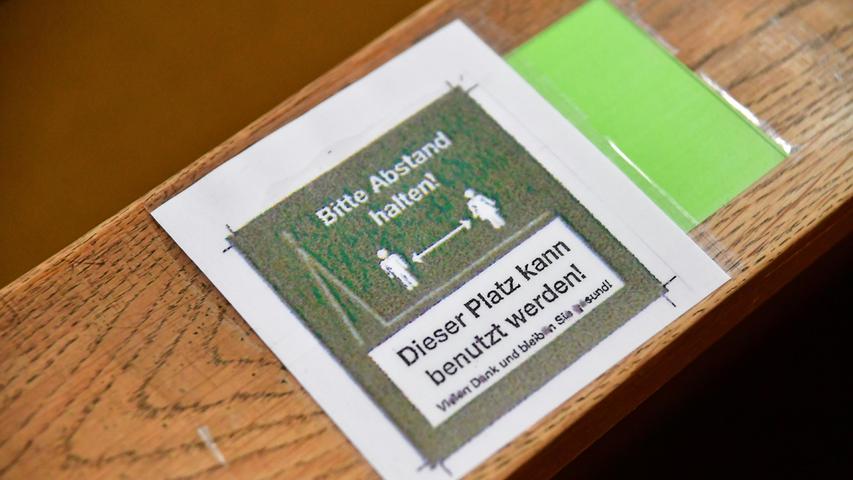 Bitte Abstand
halten!
Dieser Platz kann
benutzt werden!
Vielen Dank und bleiben Sie gesund!